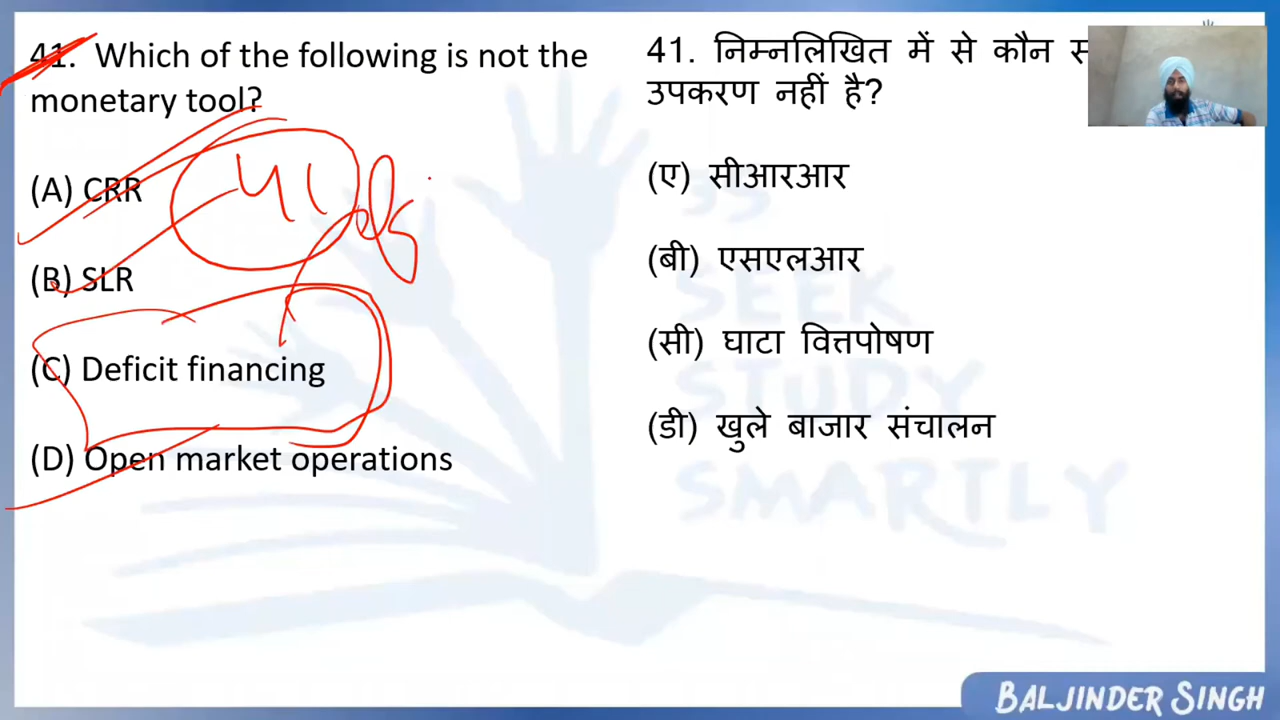 41. Which of the following is not the
monetary tool?
(A) CRR
(B) SLR
(C) Deficit financing
(D) Open market operations
41
41. निम्नलिखित में से कौन
उपकरण नहीं है?
(ए) सीआरआर
(बी) एसएलआर
(सी) घाटा वित्तपोषण
(डी) खुले बाजार संचालन
SEEK
STUDY
SMARTLY
BALJINDER SINGH